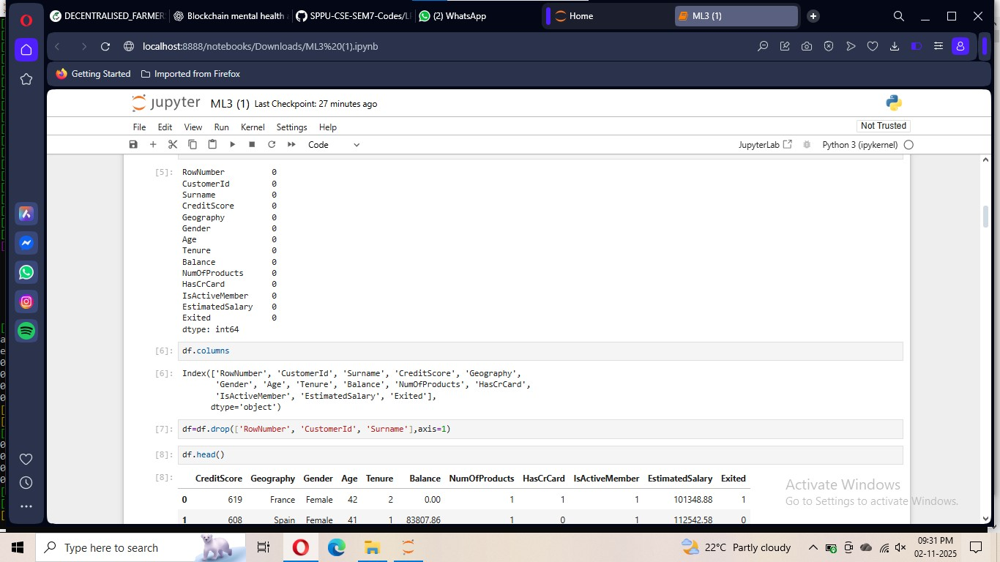 DECENTRALISED_FARMER
Blockchain mental health
SPPU-CSE-SEM7-Codes/L
(2) WhatsApp
Home
ML3 (1)
localhost:8888/notebooks/Downloads/ML3%20(1).ipynb
Getting Started
Imported from Firefox
jupyter ML3 (1) Last Checkpoint: 27 minutes ago
File Edit View Run Kernel Settings Help
Not Trusted
Code
JupyterLab
Python 3 (ipykernel)
[5]: RowNumber 0
CustomerId 0
Surname 0
CreditScore 0
Geography 0
Gender 0
Age 0
Tenure 0
Balance 0
NumOfProducts 0
HasCrCard 0
IsActiveMember 0
EstimatedSalary 0
Exited 0
dtype: int64
[6]: df.columns
[6]: Index(['RowNumber', 'CustomerId', 'Surname', 'CreditScore', 'Geography',
'Gender', 'Age', 'Tenure', 'Balance', 'NumOfProducts', 'HasCrCard',
'IsActiveMember', 'EstimatedSalary', 'Exited'],
dtype='object')
[7]: df=df.drop(['RowNumber', 'CustomerId', 'Surname'],axis=1)
[8]: df.head()
[8]: CreditScore Geography Gender Age Tenure Balance NumOfProducts HasCrCard IsActiveMember EstimatedSalary Exited
0 619 France Female 42 2 0.00 1 1 1 101348.88 1
1 608 Spain Female 41 1 83807.86 1 0 1 112542.58 0
Activate Windows
Go to Settings to activate Windows.
Type here to search
22°C Partly cloudy
09:31 PM
02-11-2025